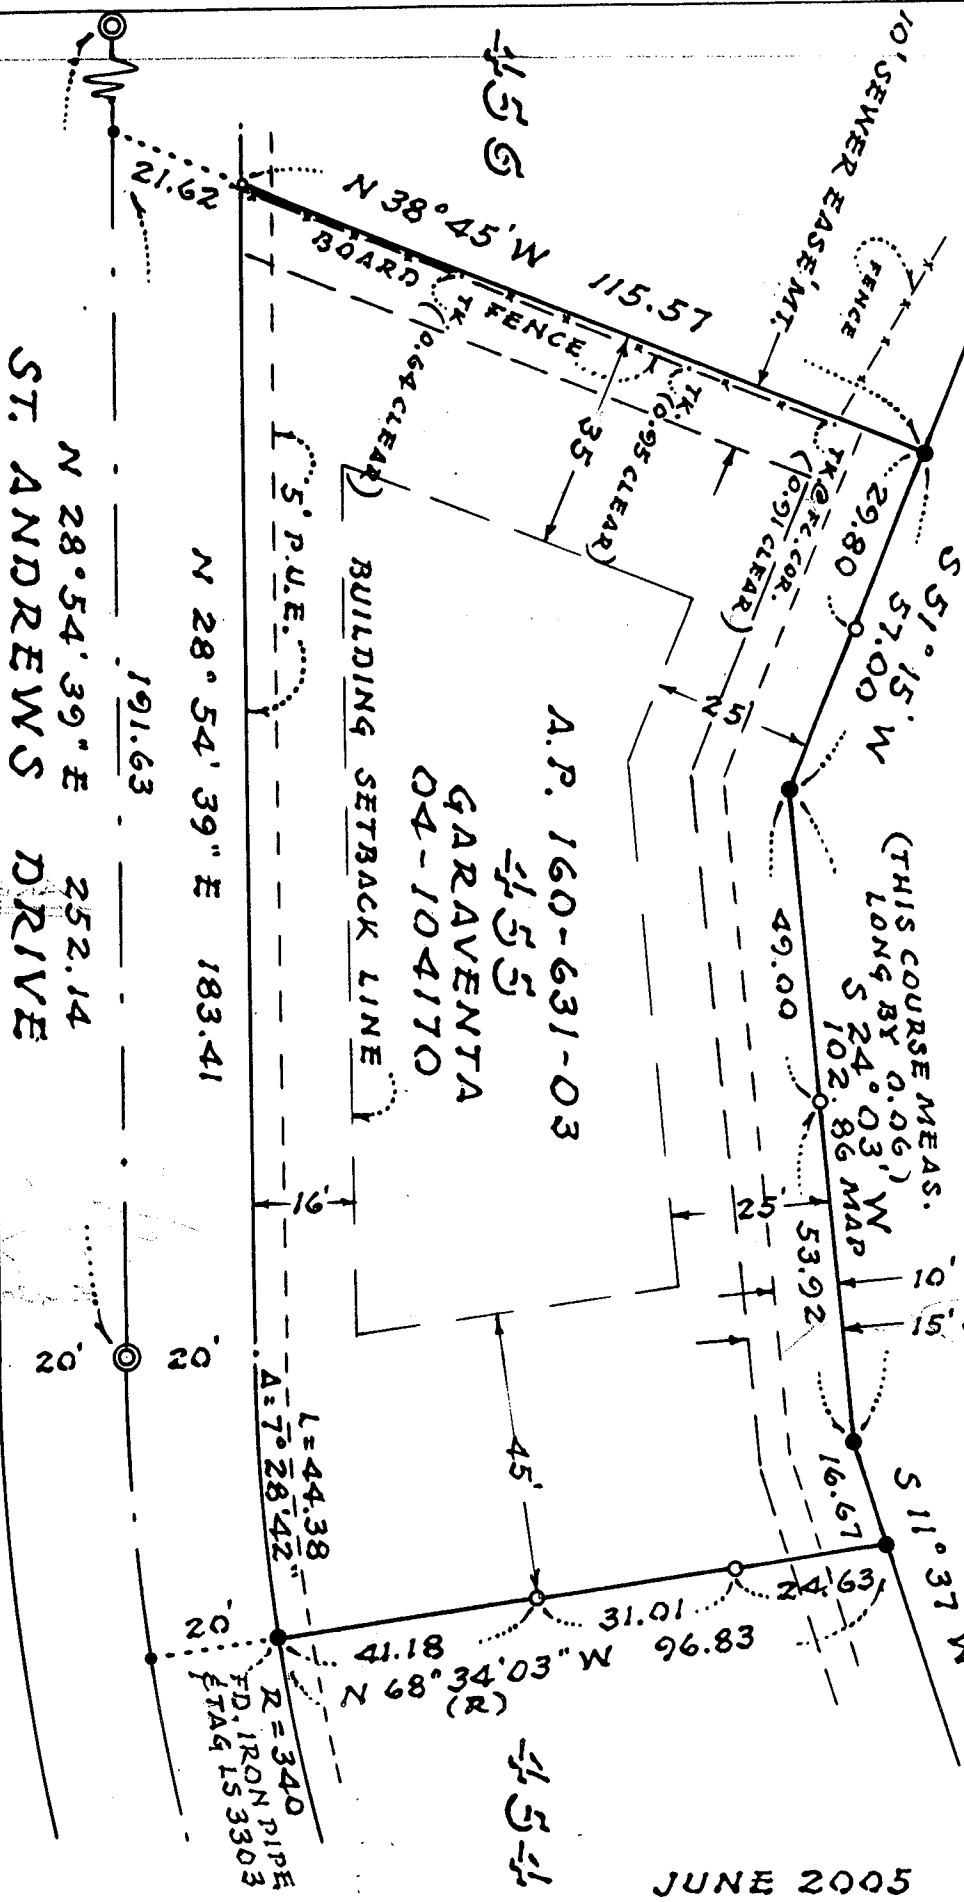 456
10' SEWER EASE'MT.
FENCE
21.62
N 38°45' W 115.57
BOARD FENCE
TK. (0.64 CLEAR)
TK. (0.95 CLEAR)
TK@FC.COR. (0.91 CLEAR)
35
29.80
S 51°15' W
57.00
25
(THIS COURSE MEAS.
LONG BY 0.06)
S 24°03' W
102.86 MAP
49.00
53.92
25'
10'
15'
16.67
S 11°37' W
A.P. 160-631-03
455
GARAVENTA
04-104170
BUILDING SETBACK LINE
5' P.U.E.
16'
45'
N 28°54'39" E 183.41
191.63
N 28°54'39" E 252.14
ST. ANDREWS DRIVE
20'
20'
L=44.38
Δ=7°28'42"
20'
24.63
31.01
41.18
96.83
N 68°34'03" W
(R)
R=340
FD. IRON PIPE
& TAG LS 3303
454
JUNE 2005